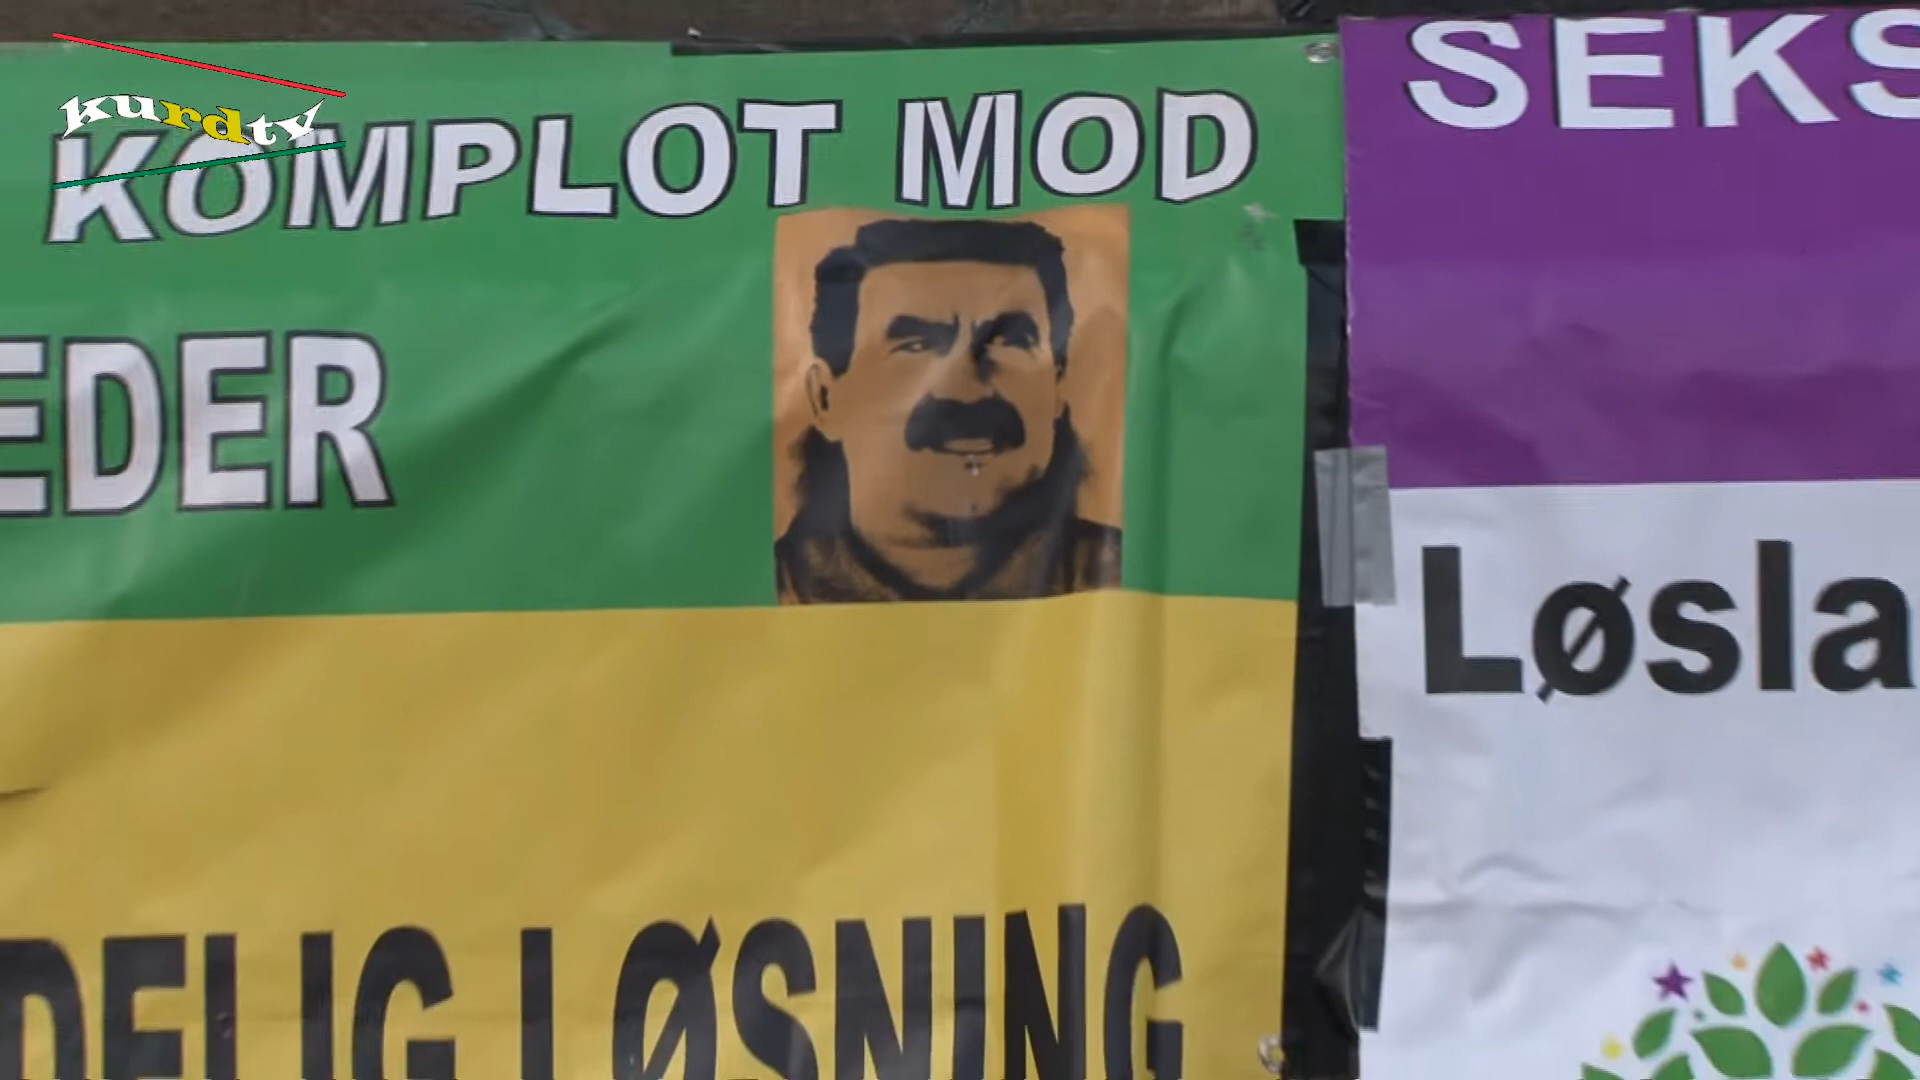 kurdtv
KOMPLOT MOD
EDER
DELIG LØSNING
SEKS
Løsla